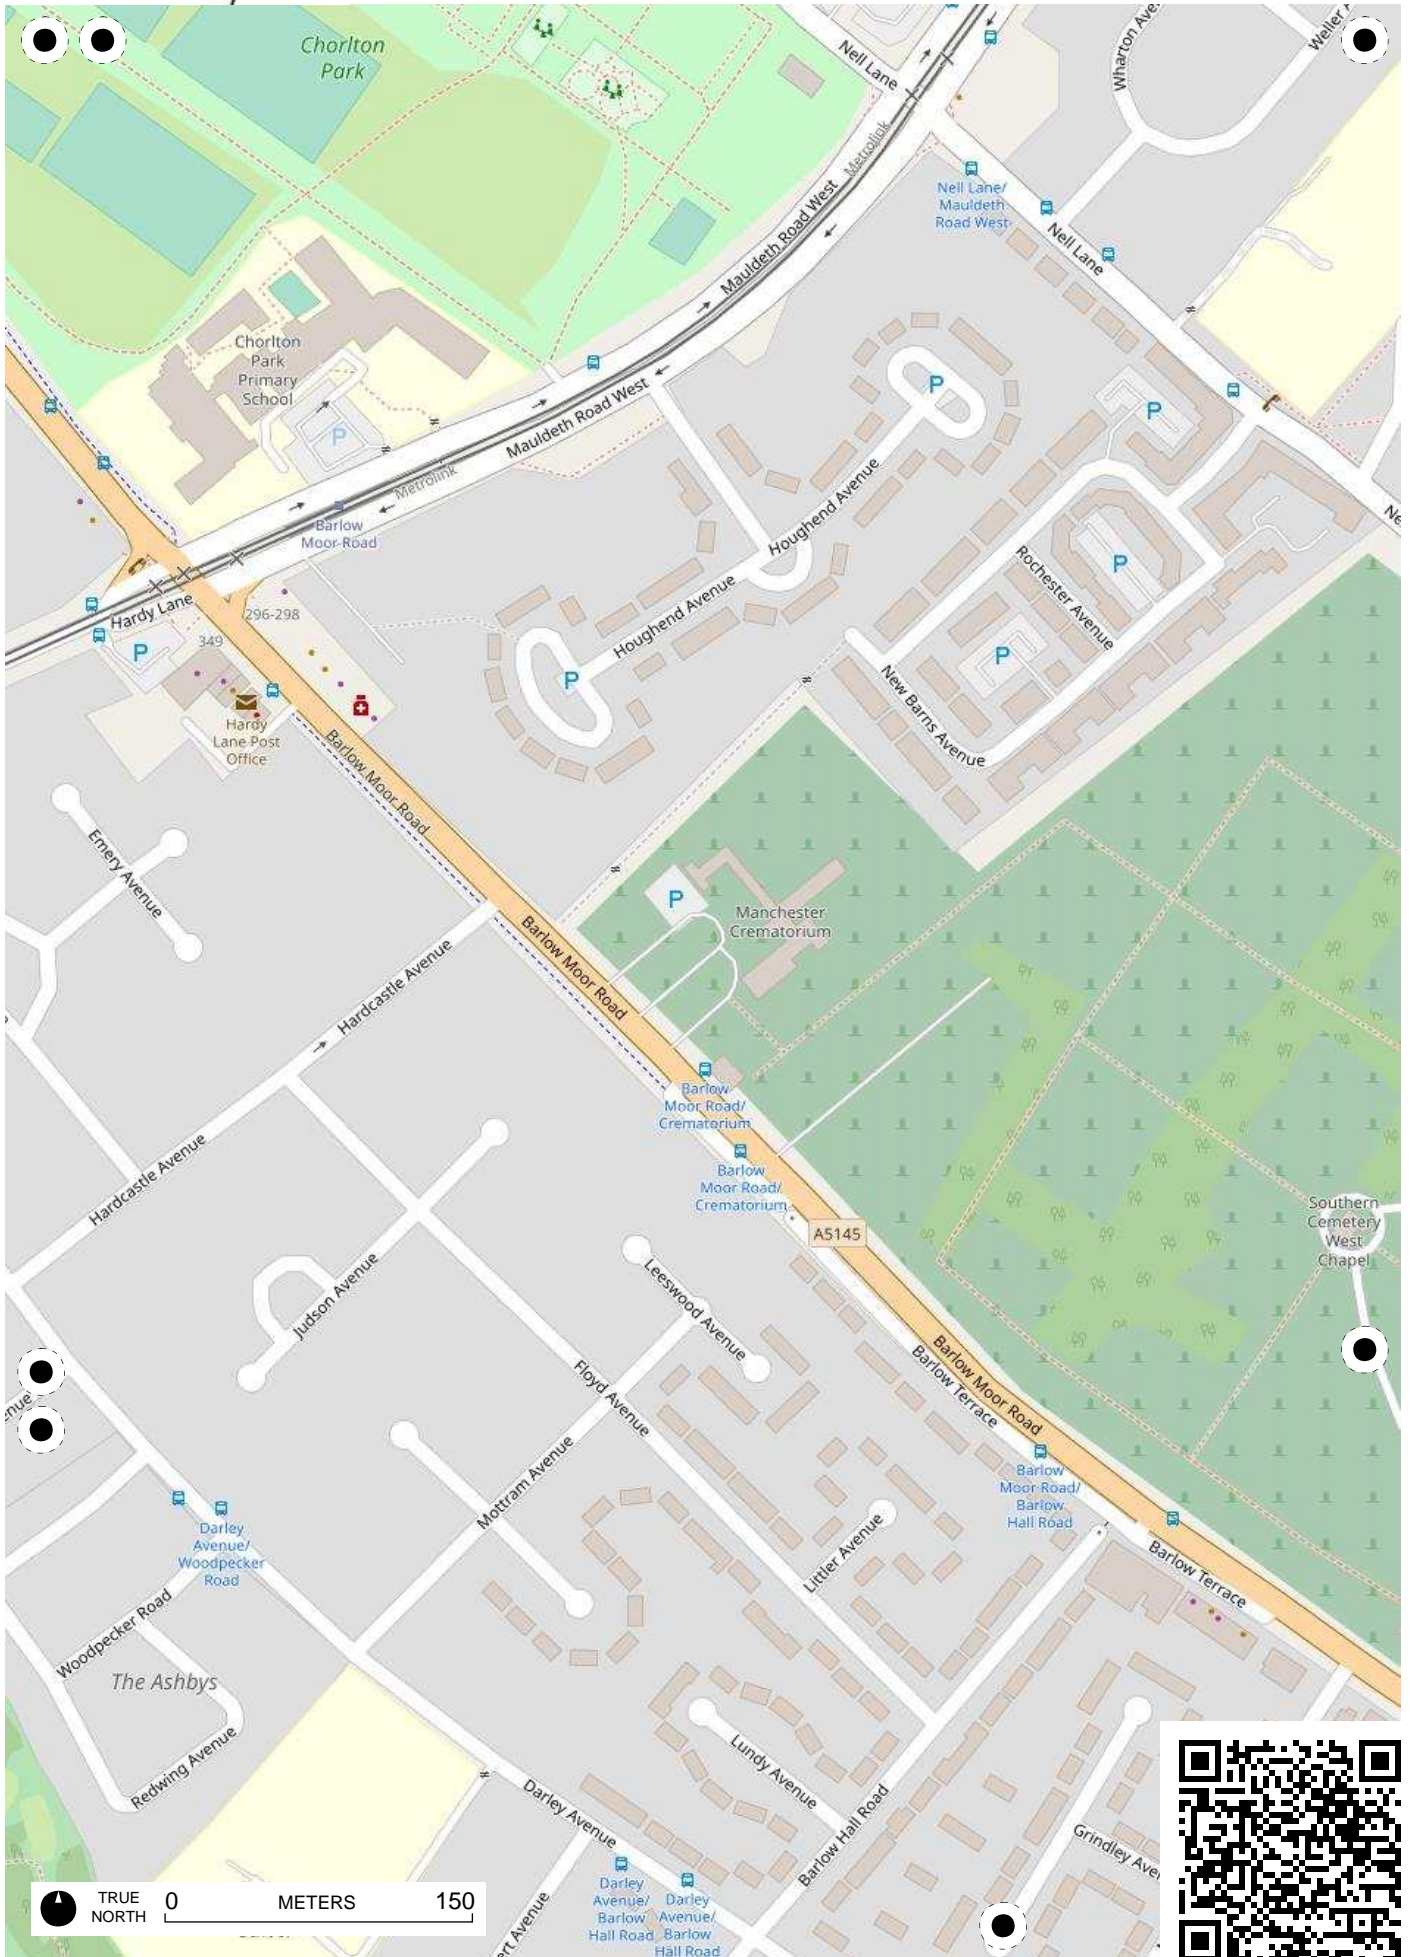 Chorlton
Park
Nell Lane
Wharton
Weller
Metrolink
Mauldeth Road West
Nell Lane/
Mauldeth
Road West
Nell Lane
Chorlton
Park
Primary
School
P
P
P
Mauldeth Road West
Metrolink
Barlow
Moor Road
Houghend Avenue
Hardy Lane
296-298
349
P
P
Rochester Avenue
P
Houghend Avenue
P
New Barns Avenue
Hardy
Lane Post
Office
Barlow Moor Road
Emery Avenue
P
Manchester
Crematorium
Barlow Moor Road
Hardcastle Avenue
Barlow
Moor Road/
Crematorium
Hardcastle Avenue
Barlow
Moor Road/
Crematorium
A5145
Southern
Cemetery
West
Chapel
Judson Avenue
Leeswood Avenue
Barlow Moor Road
Barlow Terrace
Floyd Avenue
Mottram Avenue
Barlow
Moor Road/
Barlow
Hall Road
Darley
Avenue/
Woodpecker
Road
Littler Avenue
Barlow Terrace
Woodpecker Road
The Ashbys
Redwing Avenue
Lundy Avenue
Darley Avenue
Barlow Hall Road
Grindley
Darley
Avenue/
Barlow
Hall Road
Darley
Avenue/
Barlow
Hall Road
TRUE
NORTH
0 METERS 150